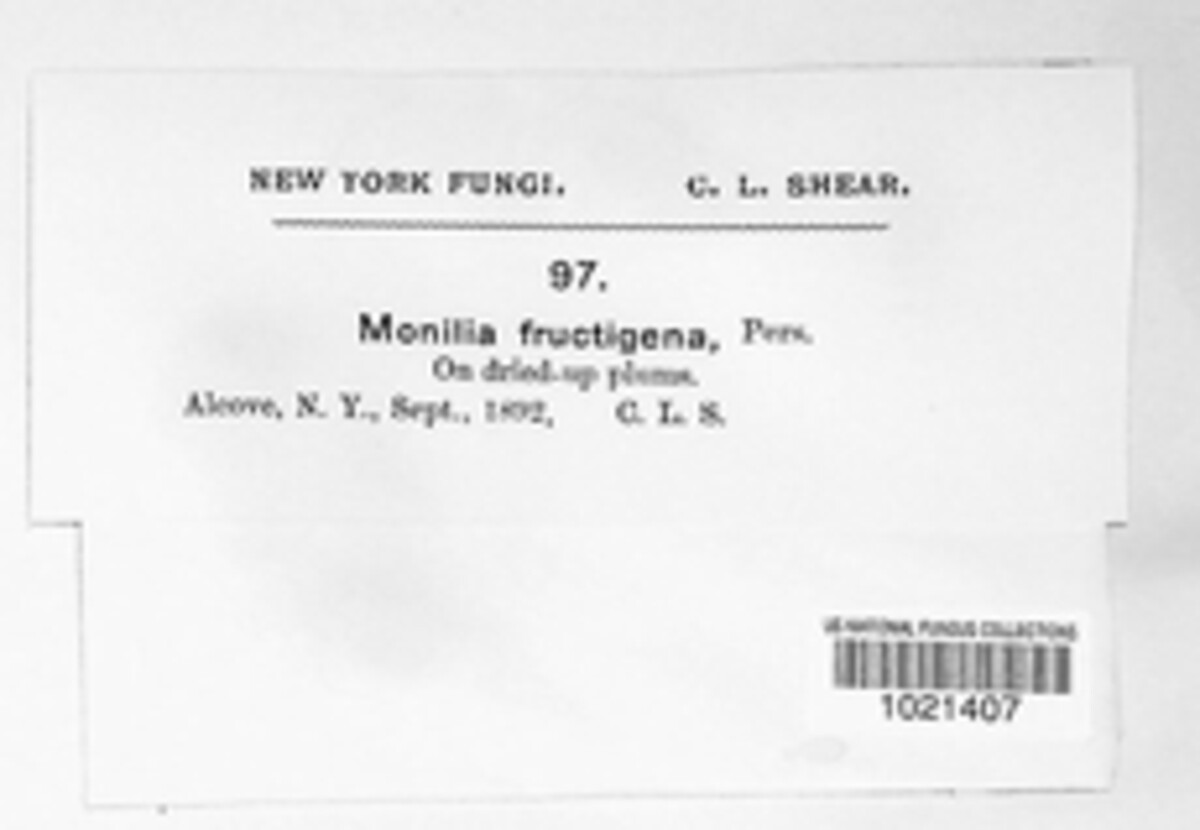 NEW YORK FUNGI. C. L. SHEAR.
97.
Monilia fructigena, Pers.
On dried-up plums.
Alcove, N. Y., Sept., 1892, C. L. S.
US NATIONAL FUNGUS COLLECTIONS
1021407